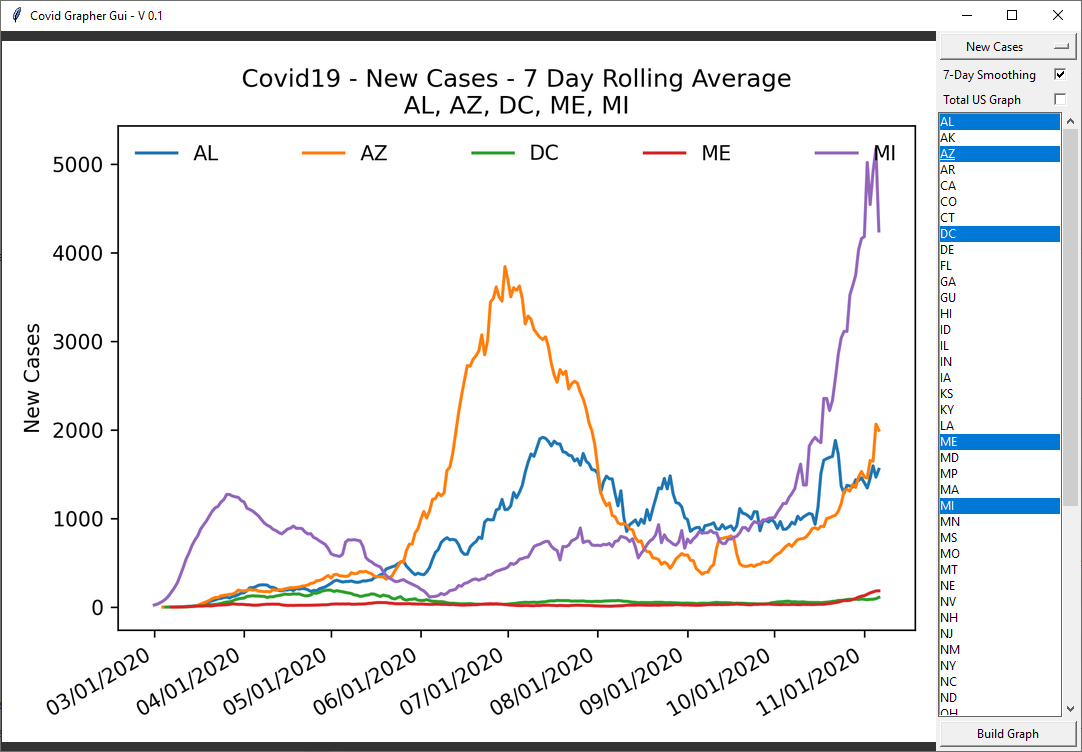 Covid Grapher Gui - V 0.1
Covid19 - New Cases - 7 Day Rolling Average
AL, AZ, DC, ME, MI
AL AZ DC ME MI
New Cases
5000
4000
3000
2000
1000
0
03/01/2020 04/01/2020 05/01/2020 06/01/2020 07/01/2020 08/01/2020 09/01/2020 10/01/2020 11/01/2020
New Cases
7-Day Smoothing
Total US Graph
AL
AK
AZ
AR
CA
CO
CT
DC
DE
FL
GA
GU
HI
ID
IL
IN
IA
KS
KY
LA
ME
MD
MP
MA
MI
MN
MS
MO
MT
NE
NV
NH
NJ
NM
NY
NC
ND
OH
Build Graph